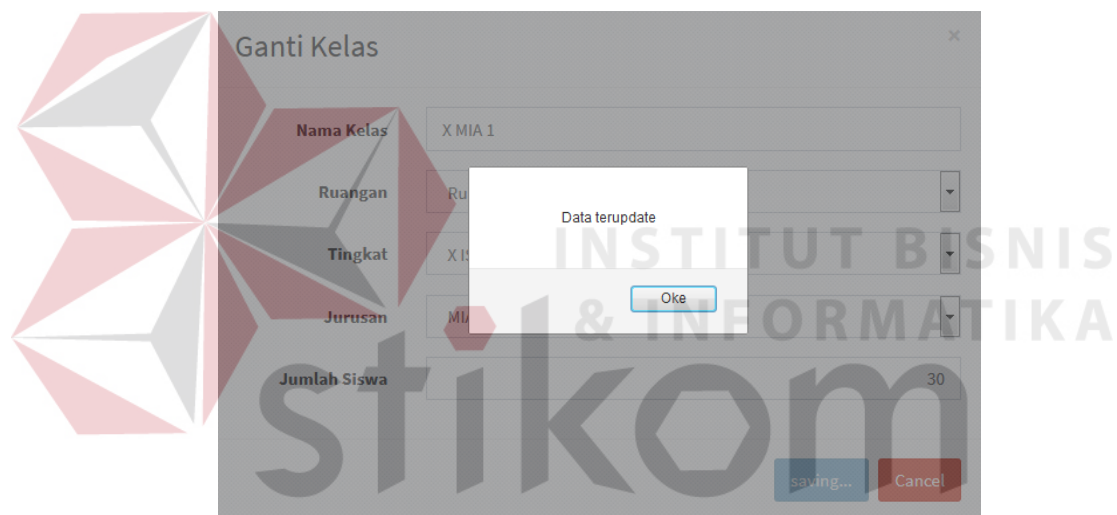 Ganti Kelas
×
Nama Kelas X MIA 1
Ruangan
Data terupdate
Tingkat
Oke
Jurusan
Jumlah Siswa 30
saving... Cancel
INSTITUT BISNIS
& INFORMATIKA
stikom